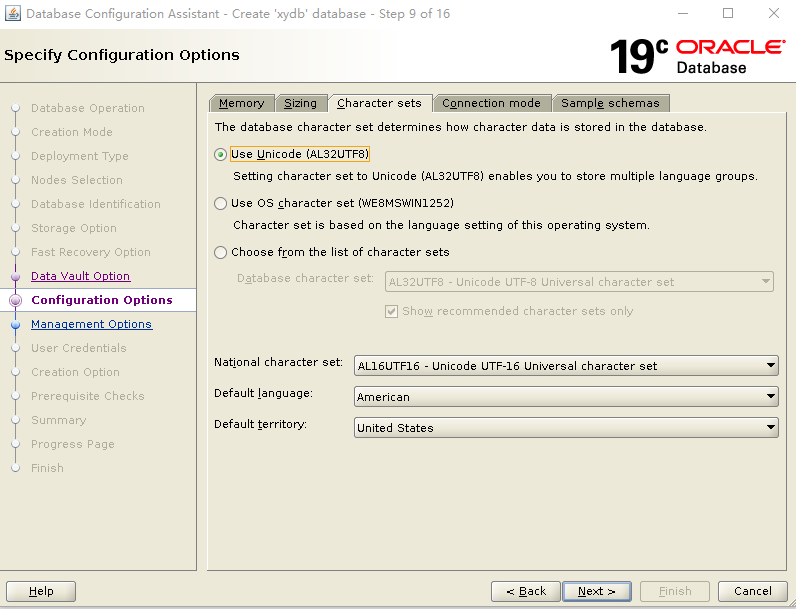 Database Configuration Assistant - Create 'xydb' database - Step 9 of 16
Specify Configuration Options
19c ORACLE
Database
Database Operation
Creation Mode
Deployment Type
Nodes Selection
Database Identification
Storage Option
Fast Recovery Option
Data Vault Option
Configuration Options
Management Options
User Credentials
Creation Option
Prerequisite Checks
Summary
Progress Page
Finish
Memory Sizing Character sets Connection mode Sample schemas
The database character set determines how character data is stored in the database.
Use Unicode (AL32UTF8)
Setting character set to Unicode (AL32UTF8) enables you to store multiple language groups.
Use OS character set (WE8MSWIN1252)
Character set is based on the language setting of this operating system.
Choose from the list of character sets
Database character set: AL32UTF8 - Unicode UTF-8 Universal character set
Show recommended character sets only
National character set: AL16UTF16 - Unicode UTF-16 Universal character set
Default language: American
Default territory: United States
Help < Back Next > Finish Cancel